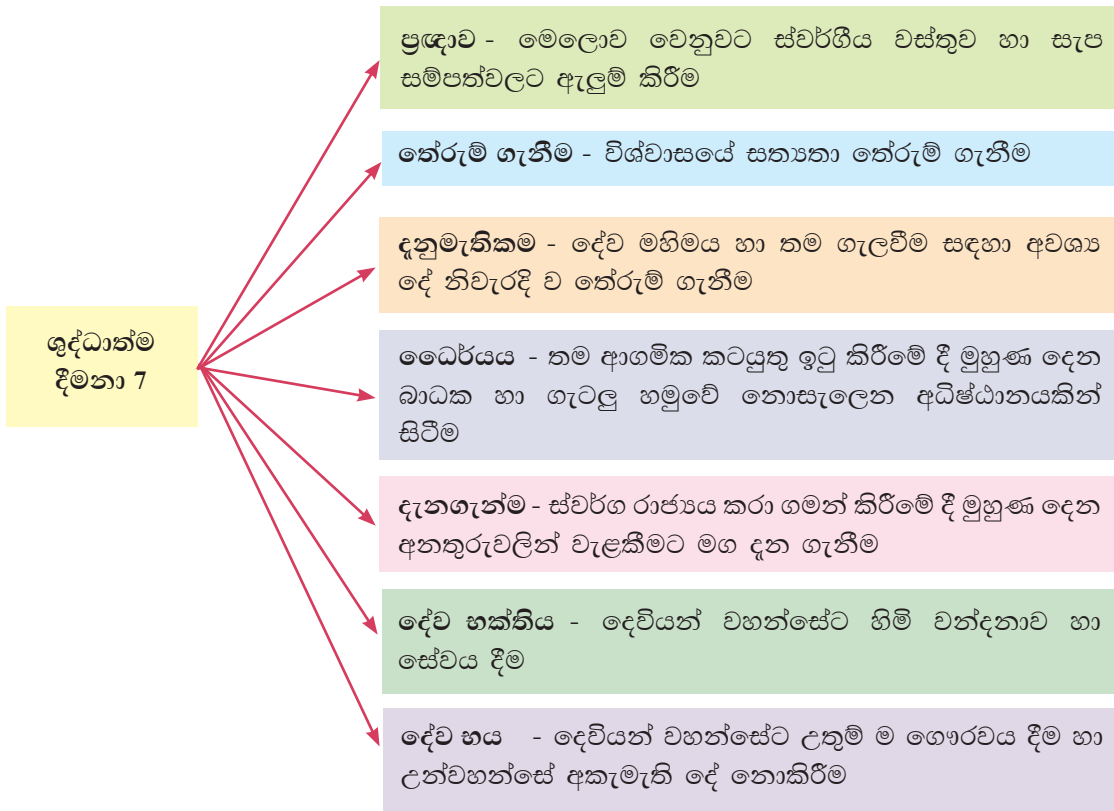 ශුද්ධාත්ම
දීමනා 7
ප්‍රඥාව - මෙලොව වෙනුවට ස්වර්ගීය වස්තුව හා සැප
සම්පත්වලට ඇලුම් කිරීම
තේරුම් ගැනීම - විශ්වාසයේ සත්‍යතා තේරුම් ගැනීම
දැනුමැතිකම - දේව මහිමය හා තම ගැලවීම සඳහා අවශ්‍ය
දේ නිවැරදි ව තේරුම් ගැනීම
ධෛර්යය - තම ආගමික කටයුතු ඉටු කිරීමේ දී මුහුණ දෙන
බාධක හා ගැටලු හමුවේ නොසැලෙන අධිෂ්ඨානයකින්
සිටීම
දැනගැන්ම - ස්වර්ග රාජ්‍යය කරා ගමන් කිරීමේ දී මුහුණ දෙන
අනතුරුවලින් වැළකීමට මග දැන ගැනීම
දේව භක්තිය - දෙවියන් වහන්සේට හිමි වන්දනාව හා
සේවය දීම
දේව භය - දෙවියන් වහන්සේට උතුම් ම ගෞරවය දීම හා
උන්වහන්සේ අකැමැති දේ නොකිරීම